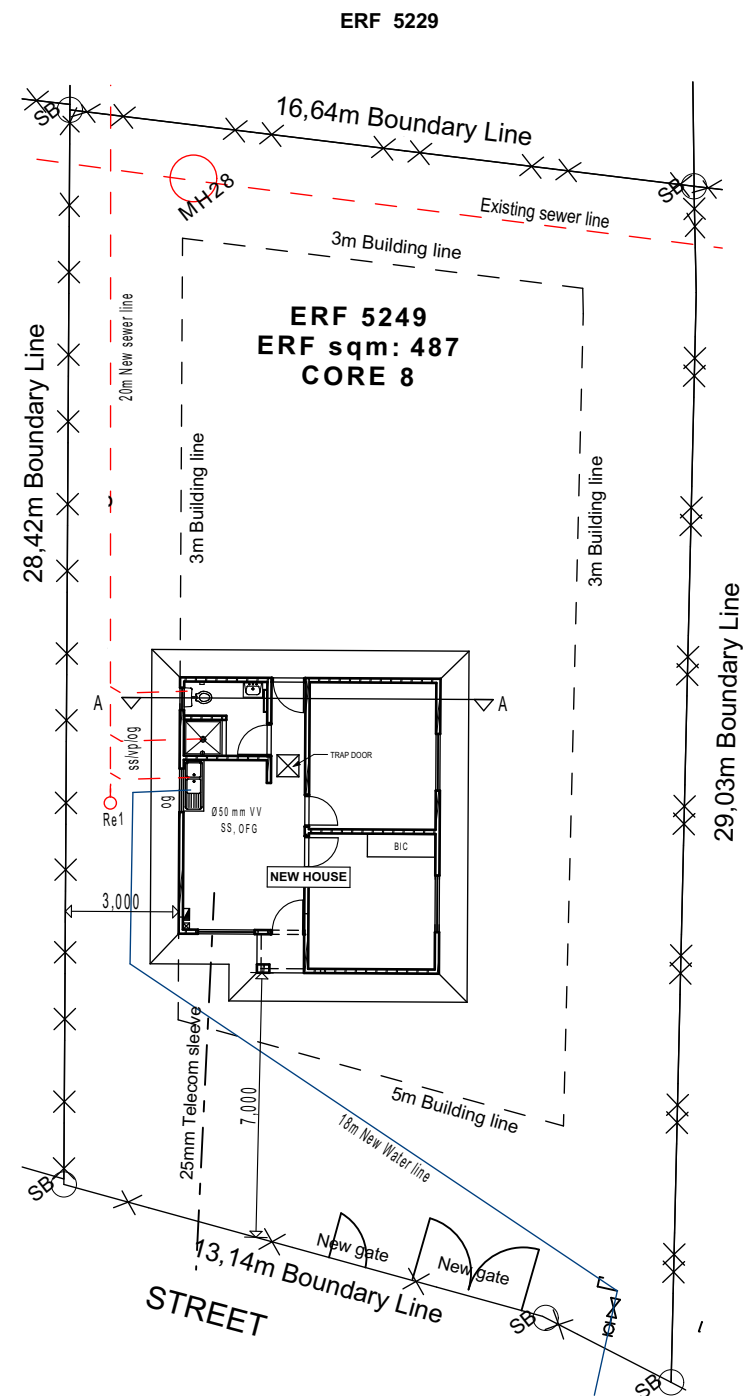 ERF 5229
SB
16,64m Boundary Line
SB
MH28
Existing sewer line
3m Building line
ERF 5249
ERF sqm: 487
CORE 8
20m New sewer line
28,42m Boundary Line
3m Building line
3m Building line
29,03m Boundary Line
A
A
TRAP DOOR
ss/vp/og
og
Re1
Ø50 mm VV
SS, OFG
BIC
NEW HOUSE
3,000
25mm Telecom sleeve
7,000
5m Building line
18m New Water line
SB
New gate
New gate
13,14m Boundary Line
STREET
SB
SB